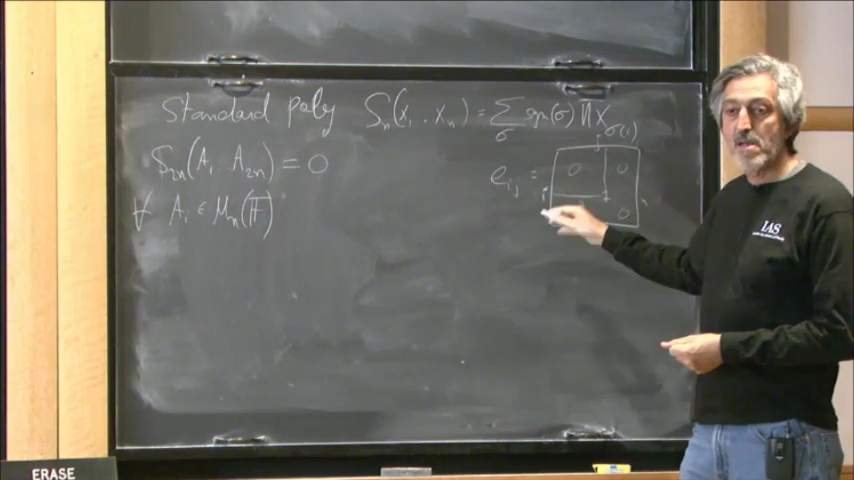 Standard poly S_n(x_1 .. x_n) = Σ_σ sgn(σ) Π x_σ(i)
S_2n(A_1 .. A_2n) = 0
∀ A_i ∈ M_n(F)
e_ij =
j
0 0
i 1
0
IAS
ERASE